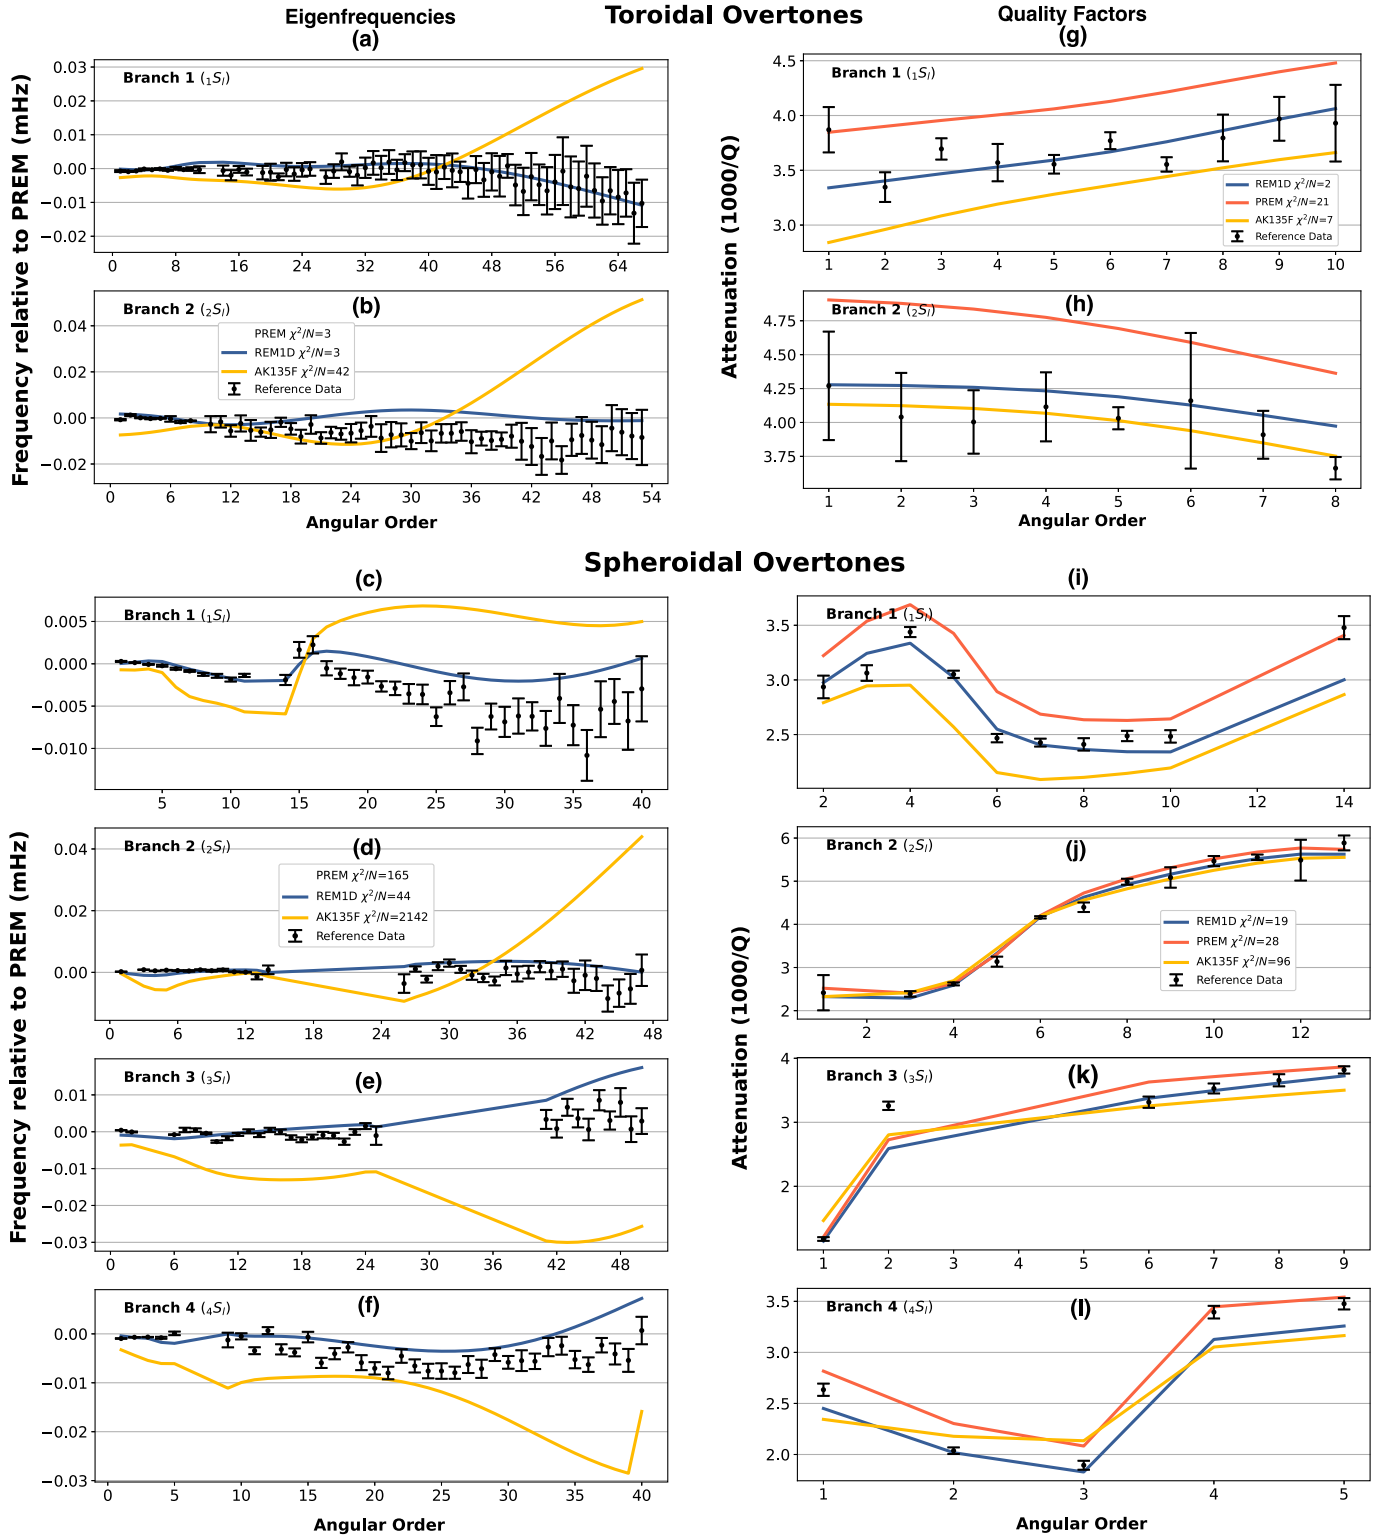 Toroidal Overtones
Eigenfrequencies
Quality Factors
(a)
Branch 1 (₁Sₗ)
0.03
0.02
0.01
0.00
−0.01
−0.02
0 8 16 24 32 40 48 56 64
(b)
Branch 2 (₂Sₗ)
PREM χ²/N=3
REM1D χ²/N=3
AK135F χ²/N=42
Reference Data
0.04
0.02
0.00
−0.02
0 6 12 18 24 30 36 42 48 54
Angular Order
Frequency relative to PREM (mHz)
(g)
Branch 1 (₁Sₗ)
4.5
4.0
3.5
3.0
REM1D χ²/N=2
PREM χ²/N=21
AK135F χ²/N=7
Reference Data
1 2 3 4 5 6 7 8 9 10
(h)
Branch 2 (₂Sₗ)
4.75
4.50
4.25
4.00
3.75
1 2 3 4 5 6 7 8
Angular Order
Attenuation (1000/Q)
Spheroidal Overtones
(c)
Branch 1 (₁Sₗ)
0.005
0.000
−0.005
−0.010
5 10 15 20 25 30 35 40
(d)
Branch 2 (₂Sₗ)
PREM χ²/N=165
REM1D χ²/N=44
AK135F χ²/N=2142
Reference Data
0.04
0.02
0.00
0 6 12 18 24 30 36 42 48
(e)
Branch 3 (₃Sₗ)
0.01
0.00
−0.01
−0.02
−0.03
0 6 12 18 24 30 36 42 48
(f)
Branch 4 (₄Sₗ)
0.00
−0.01
−0.02
−0.03
0 5 10 15 20 25 30 35 40
Angular Order
Frequency relative to PREM (mHz)
(i)
Branch 1 (₁Sₗ)
3.5
3.0
2.5
2 4 6 8 10 12 14
(j)
Branch 2 (₂Sₗ)
6
5
4
3
2
REM1D χ²/N=19
PREM χ²/N=28
AK135F χ²/N=96
Reference Data
2 4 6 8 10 12
(k)
Branch 3 (₃Sₗ)
4
3
2
1 2 3 4 5 6 7 8 9
(l)
Branch 4 (₄Sₗ)
3.5
3.0
2.5
2.0
1 2 3 4 5
Angular Order
Attenuation (1000/Q)